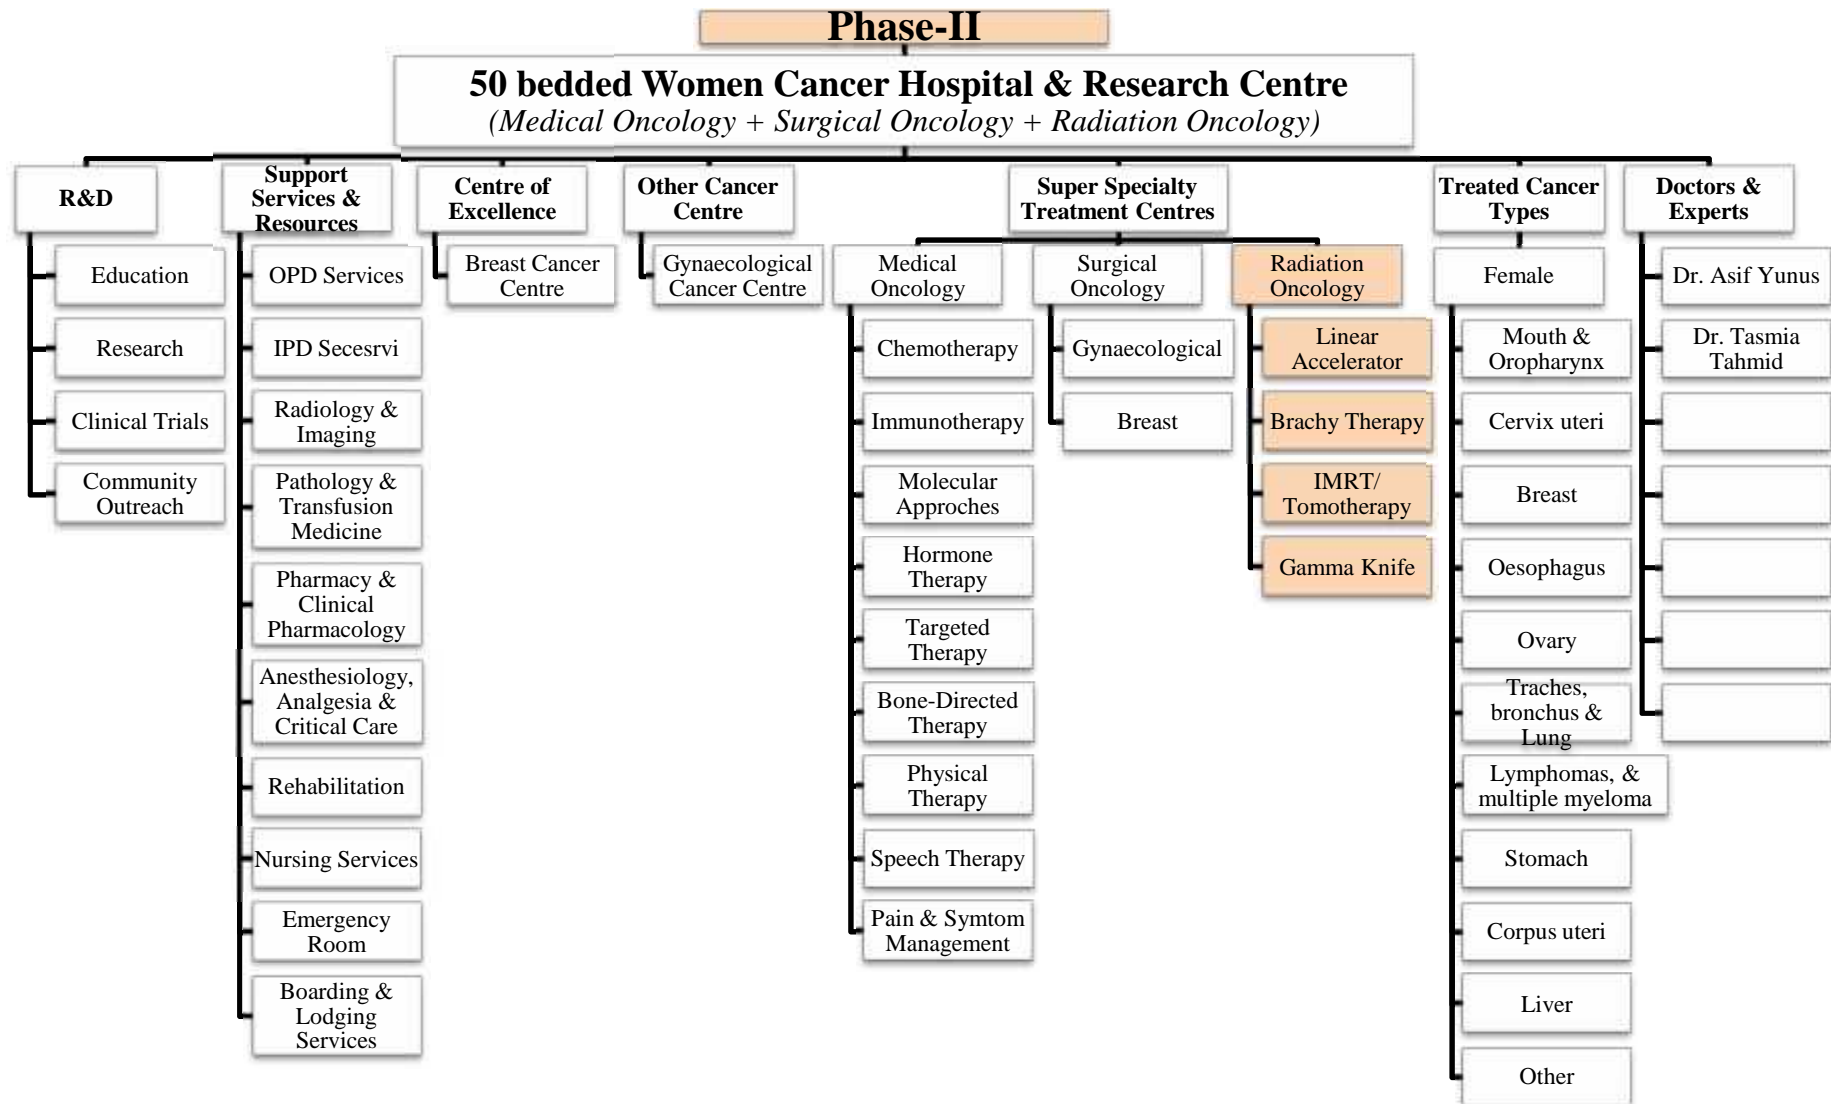 Phase-II
50 bedded Women Cancer Hospital & Research Centre
(Medical Oncology + Surgical Oncology + Radiation Oncology)
R&D
Education
Research
Clinical Trials
Community
Outreach
Support
Services &
Resources
OPD Services
IPD Secesrvi
Radiology &
Imaging
Pathology &
Transfusion
Medicine
Pharmacy &
Clinical
Pharmacology
Anesthesiology,
Analgesia &
Critical Care
Rehabilitation
Nursing Services
Emergency
Room
Boarding &
Lodging
Services
Centre of
Excellence
Breast Cancer
Centre
Other Cancer
Centre
Gynaecological
Cancer Centre
Super Specialty
Treatment Centres
Medical
Oncology
Chemotherapy
Immunotherapy
Molecular
Approches
Hormone
Therapy
Targeted
Therapy
Bone-Directed
Therapy
Physical
Therapy
Speech Therapy
Pain & Symtom
Management
Surgical
Oncology
Gynaecological
Breast
Radiation
Oncology
Linear
Accelerator
Brachy Therapy
IMRT/
Tomotherapy
Gamma Knife
Treated Cancer
Types
Female
Mouth &
Oropharynx
Cervix uteri
Breast
Oesophagus
Ovary
Traches,
bronchus &
Lung
Lymphomas, &
multiple myeloma
Stomach
Corpus uteri
Liver
Other
Doctors &
Experts
Dr. Asif Yunus
Dr. Tasmia
Tahmid